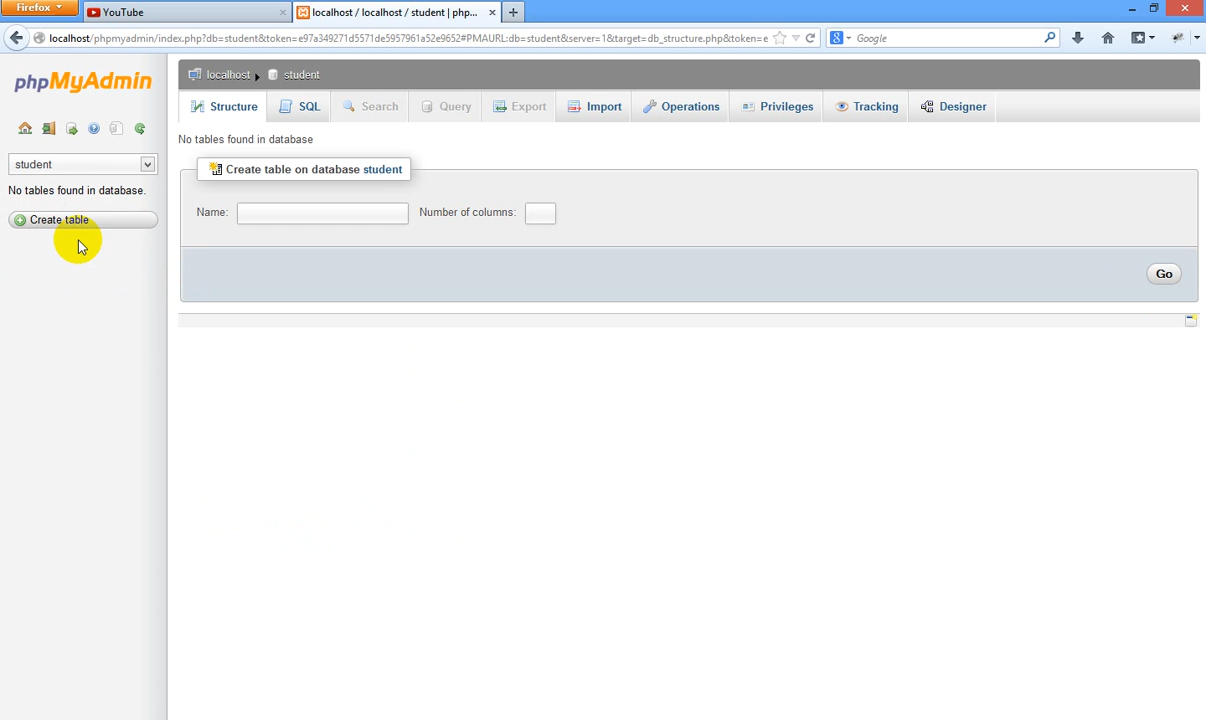 Firefox
YouTube
localhost / localhost / student | php...
localhost/phpmyadmin/index.php?db=student&token=e97a349271d5571de5957961a52e9652#PMAURL:db=student&server=1&target=db_structure.php&token=e
Google
phpMyAdmin
localhost
student
Structure
SQL
Search
Query
Export
Import
Operations
Privileges
Tracking
Designer
student
No tables found in database.
Create table
No tables found in database
Create table on database student
Name:
Number of columns:
Go